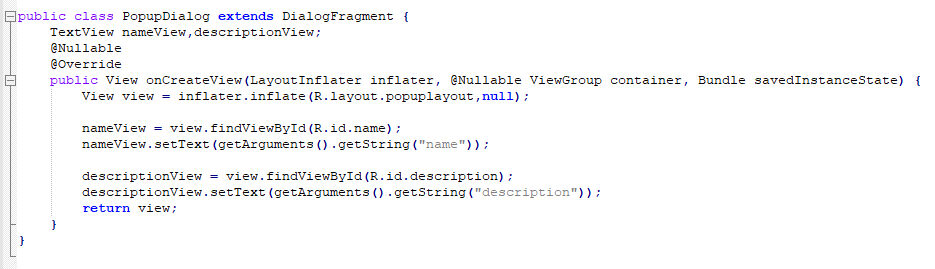 public class PopupDialog extends DialogFragment {
    TextView nameView,descriptionView;
    @Nullable
    @Override
    public View onCreateView(LayoutInflater inflater, @Nullable ViewGroup container, Bundle savedInstanceState) {
        View view = inflater.inflate(R.layout.popuplayout,null);

        nameView = view.findViewById(R.id.name);
        nameView.setText(getArguments().getString("name"));

        descriptionView = view.findViewById(R.id.description);
        descriptionView.setText(getArguments().getString("description"));
        return view;
    }
}